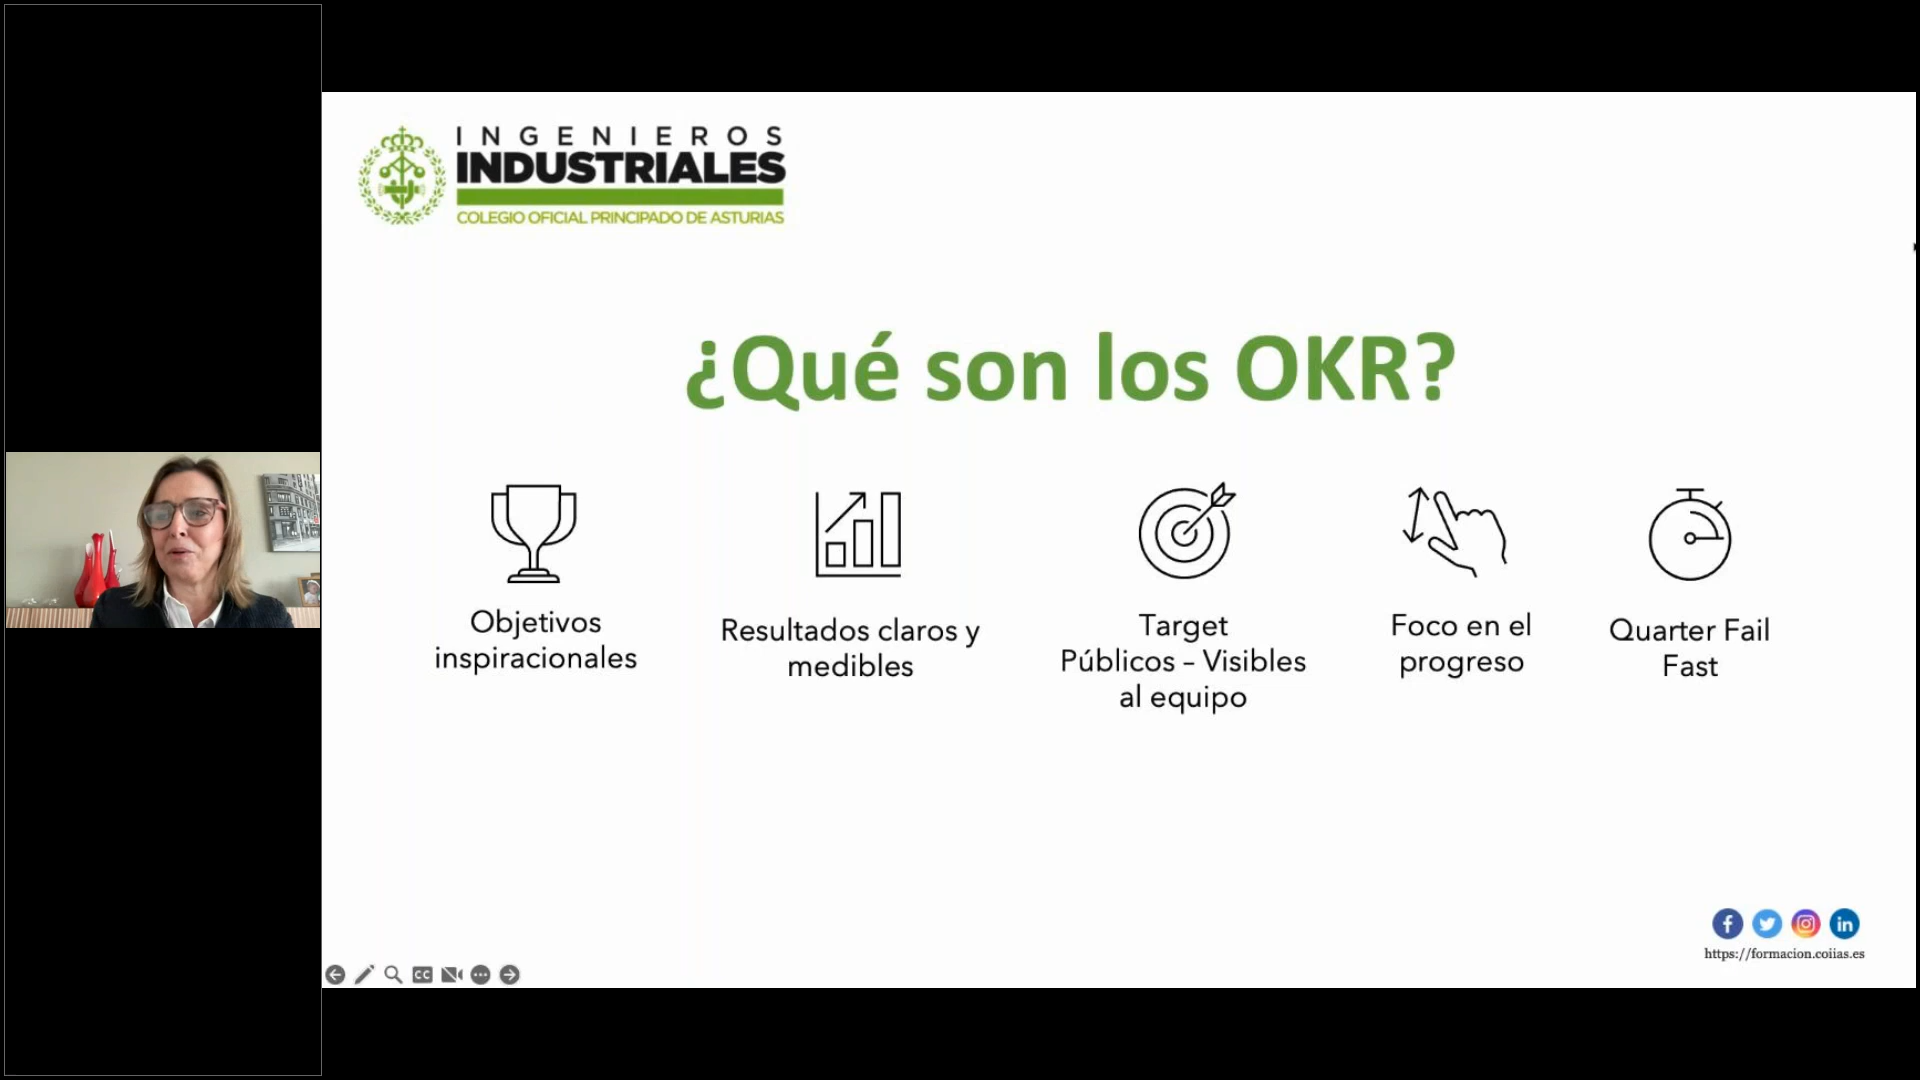 INGENIEROS
INDUSTRIALES
COLEGIO OFICIAL PRINCIPADO DE ASTURIAS
¿Qué son los OKR?
Objetivos
inspiracionales
Resultados claros y
medibles
Target
Públicos – Visibles
al equipo
Foco en el
progreso
Quarter Fail
Fast
https://formacion.coiias.es
CC